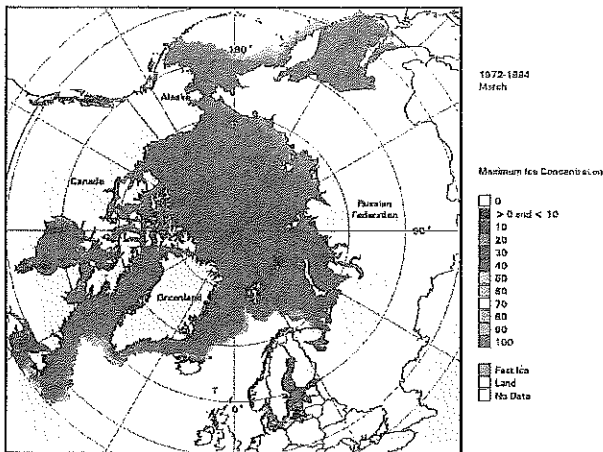 180°
Alaska
Canada
Russian
Federation
90°
Greenland
0°
1972-1994
March
Maximum Ice Concentration
0
> 0 and < 10
10
20
30
40
50
60
70
80
90
100
Fast Ice
Land
No Data